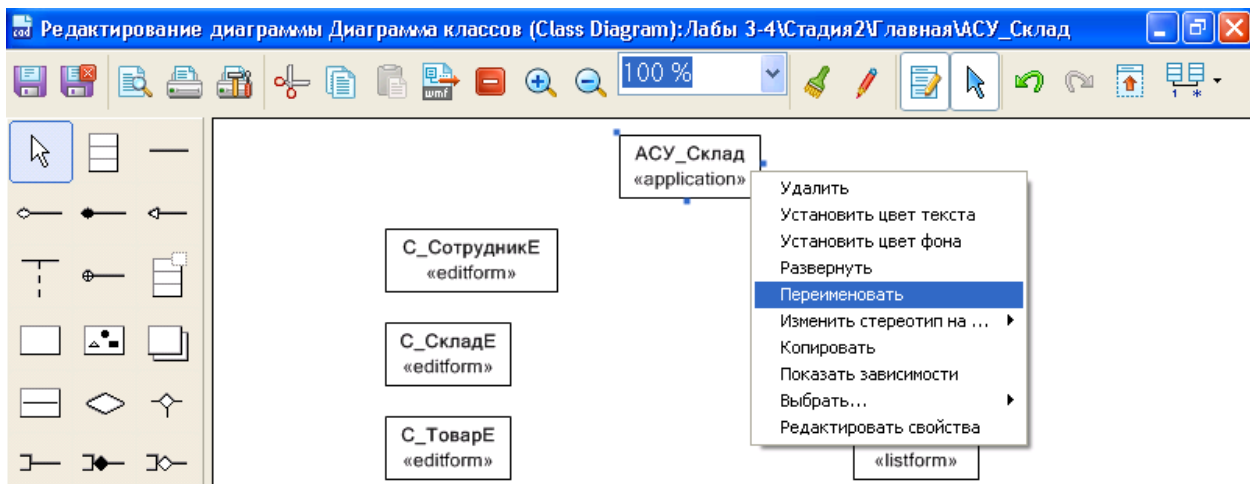 Редактирование диаграммы Диаграмма классов (Class Diagram):Лабы 3-4\Стадия2\Главная\АСУ_Склад
wmf
100 %
1 *
АСУ_Склад
«application»
Удалить
Установить цвет текста
Установить цвет фона
Развернуть
Переименовать
Изменить стереотип на ...
Копировать
Показать зависимости
Выбрать...
Редактировать свойства
С_СотрудникЕ
«editform»
С_СкладЕ
«editform»
С_ТоварЕ
«editform»
«listform»